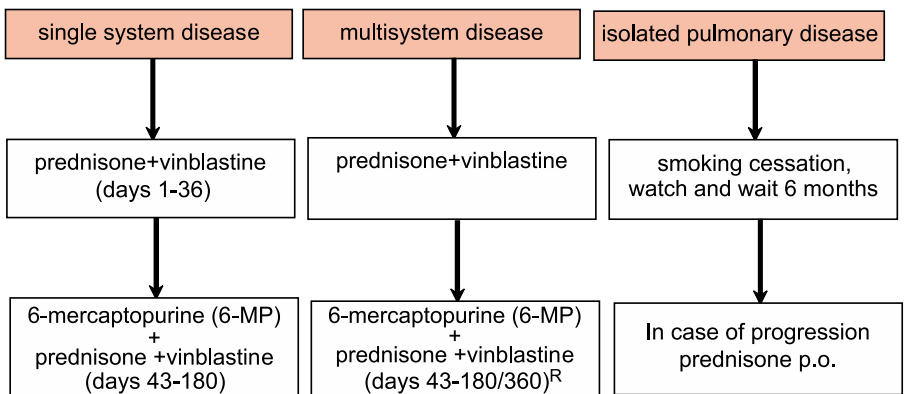 single system disease
multisystem disease
isolated pulmonary disease
prednisone+vinblastine
(days 1-36)
prednisone+vinblastine
smoking cessation,
watch and wait 6 months
6-mercaptopurine (6-MP)
+
prednisone +vinblastine
(days 43-180)
6-mercaptopurine (6-MP)
+
prednisone +vinblastine
(days 43-180/360)R
In case of progression
prednisone p.o.